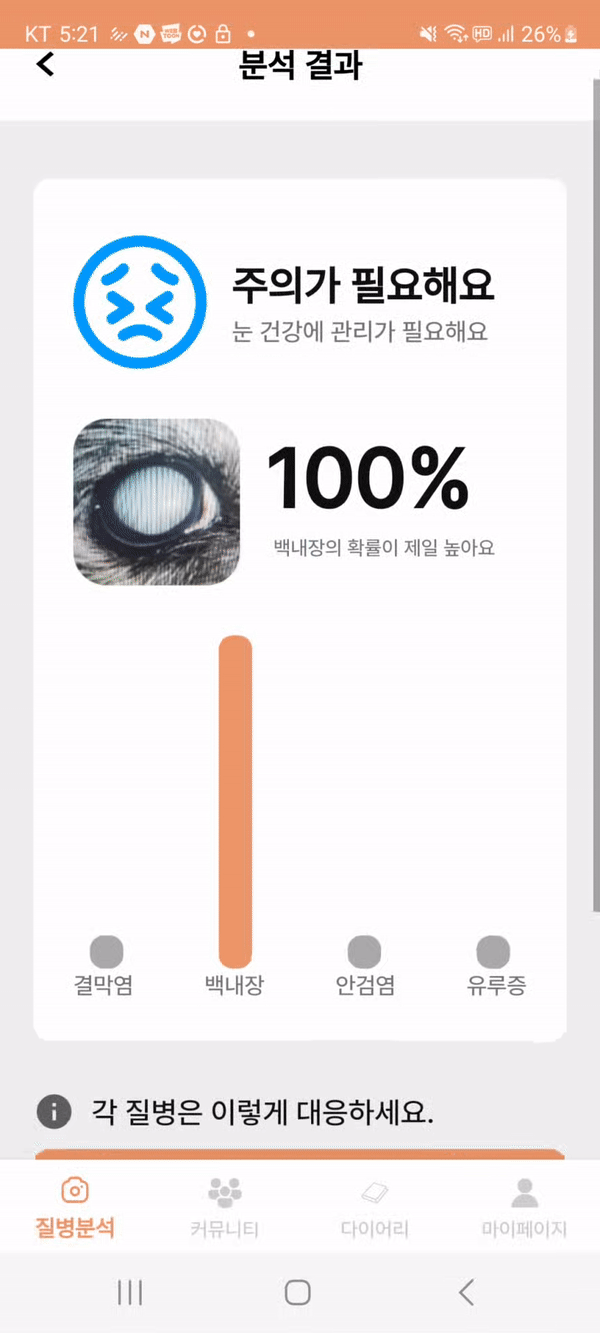 KT 5:21 HD 26%
분석 결과
주의가 필요해요
눈 건강에 관리가 필요해요
100%
백내장의 확률이 제일 높아요
결막염 백내장 안검염 유루증
각 질병은 이렇게 대응하세요.
질병분석 커뮤니티 다이어리 마이페이지